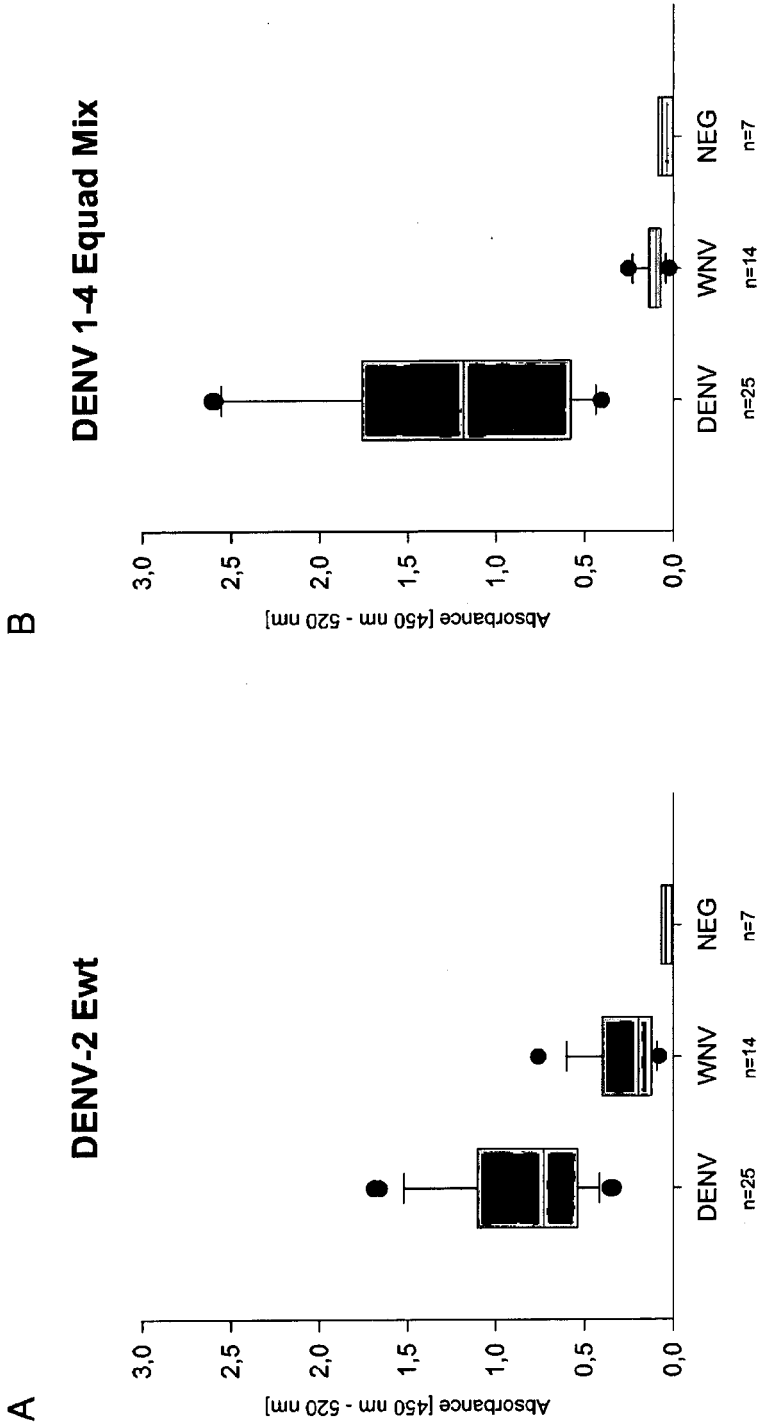 A
DENV-2 Ewt
Absorbance [450 nm - 520 nm]
3,0
2,5
2,0
1,5
1,0
0,5
0,0
DENV WNV NEG
n=25 n=14 n=7
B
DENV 1-4 Equad Mix
Absorbance [450 nm - 520 nm]
3,0
2,5
2,0
1,5
1,0
0,5
0,0
DENV WNV NEG
n=25 n=14 n=7